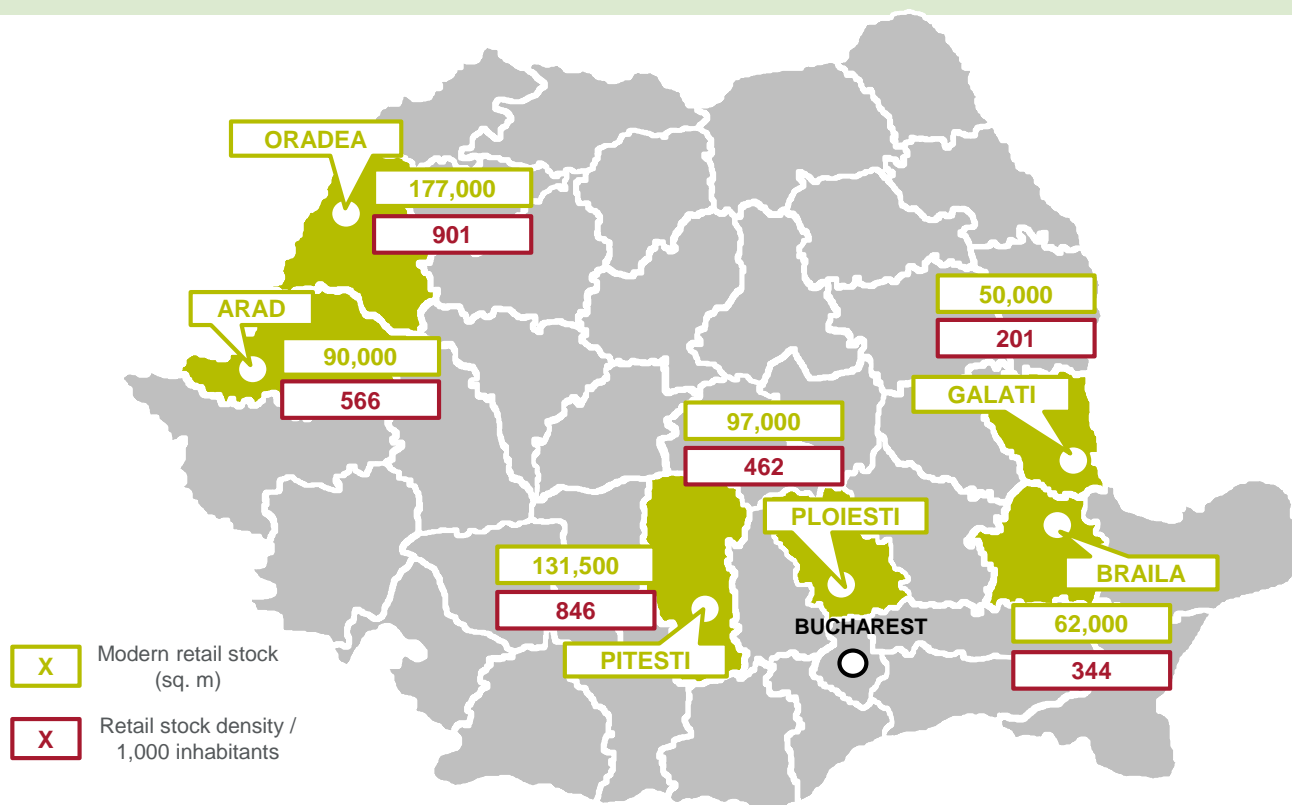 ORADEA
177,000
901
ARAD
90,000
566
50,000
201
GALATI
97,000
462
PLOIESTI
131,500
846
PITESTI
BRAILA
BUCHAREST
62,000
344
X
Modern retail stock
(sq. m)
X
Retail stock density /
1,000 inhabitants